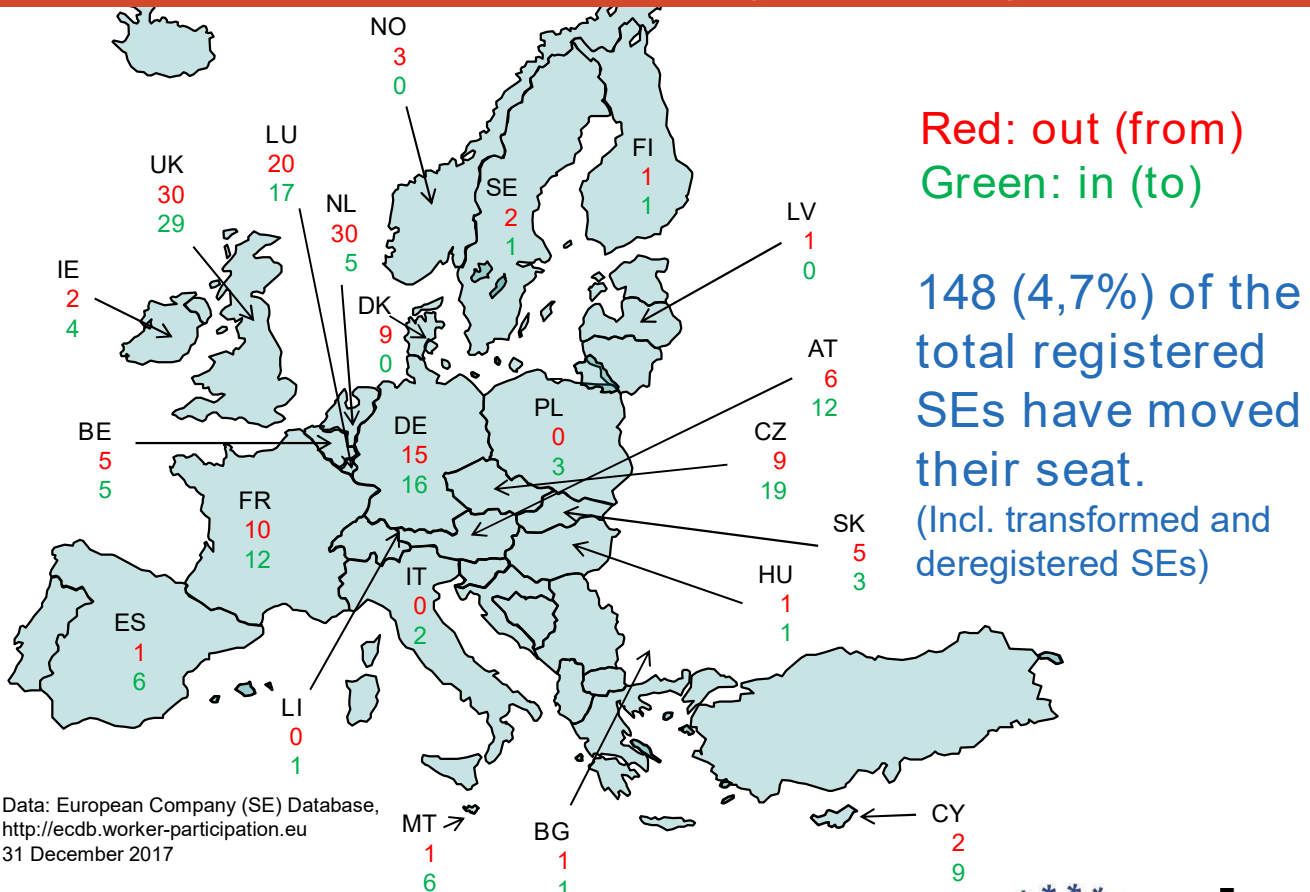 NO
3
0
LU
20
17
UK
30
29
NL
30
5
FI
1
1
SE
2
1
LV
1
0
IE
2
4
DK
9
0
AT
6
12
BE
5
5
DE
15
16
PL
0
3
CZ
9
19
FR
10
12
SK
5
3
HU
1
1
IT
0
2
ES
1
6
LI
0
1
MT
1
6
BG
1
1
CY
2
9
Red: out (from)
Green: in (to)
148 (4,7%) of the
total registered
SEs have moved
their seat.
(Incl. transformed and
deregistered SEs)
Data: European Company (SE) Database,
http://ecdb.worker-participation.eu
31 December 2017